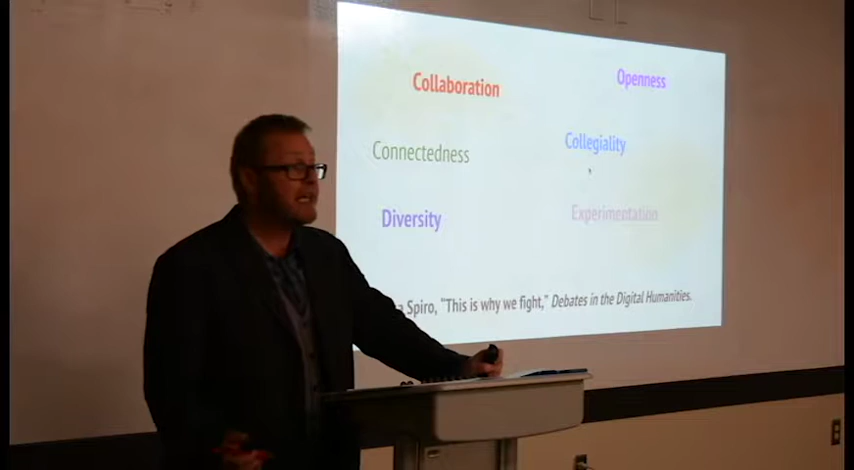 Collaboration
Openness
Connectedness
Collegiality
Diversity
Experimentation
Spiro, “This is why we fight,” Debates in the Digital Humanities.